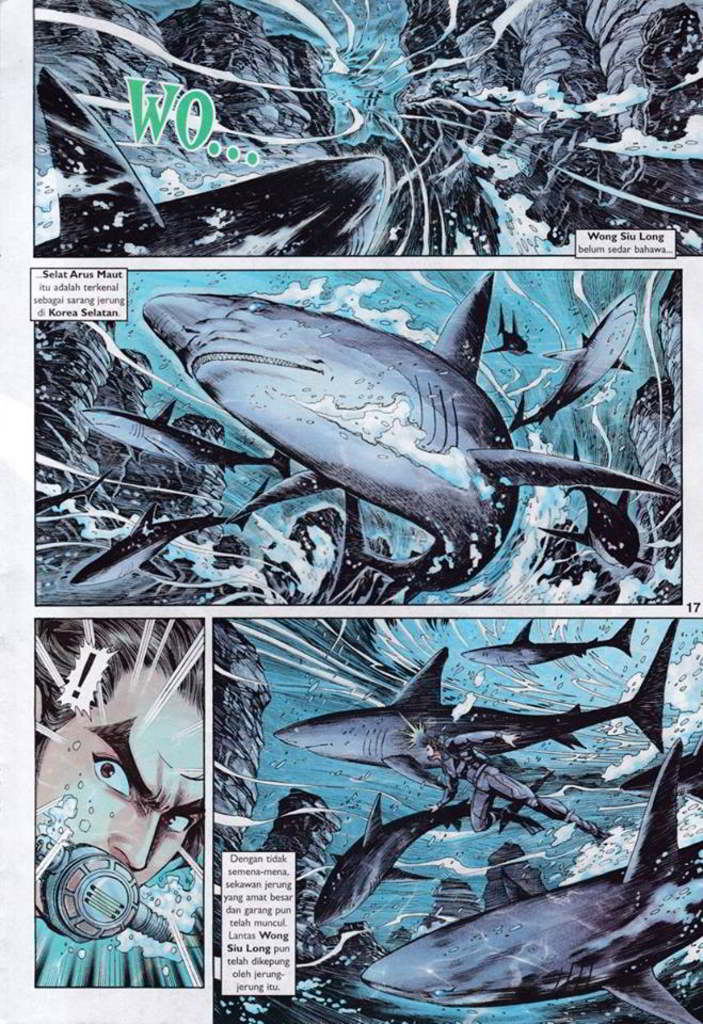 WO...
Wong Siu Long
belum sedar bahawa...
...Selat Arus Maut
itu adalah terkenal
sebagai sarang jerung
di Korea Selatan.
17
!
Dengan tidak
semena-mena,
sekawan jerung
yang amat besar
dan garang pun
telah muncul.
Lantas Wong
Siu Long pun
telah dikepung
oleh jerung-
jerung itu.